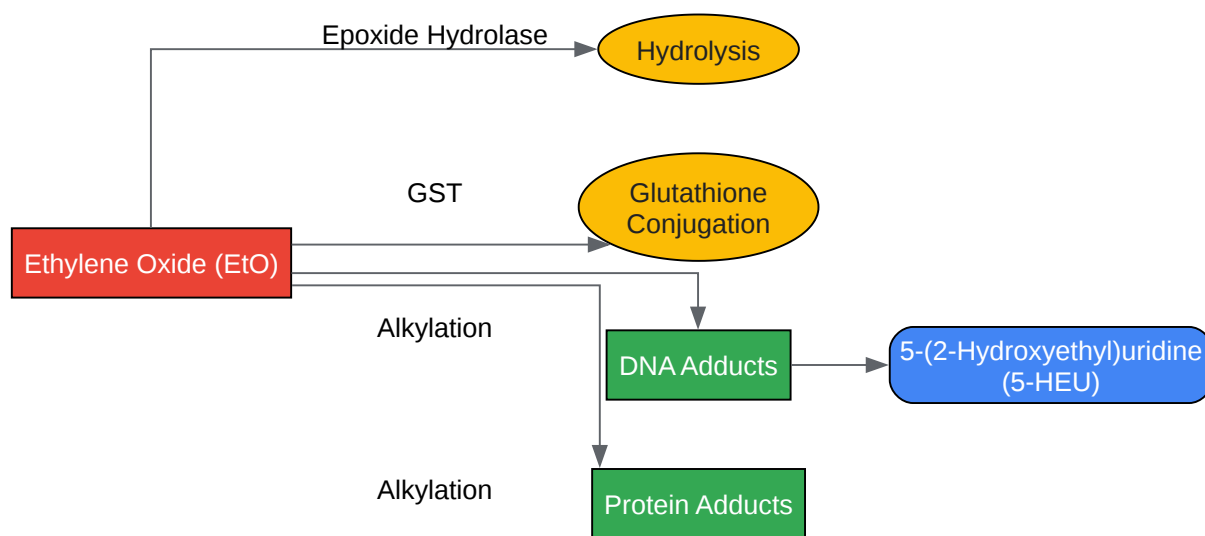 Epoxide Hydrolase
Hydrolysis
GST
Glutathione
Conjugation
Ethylene Oxide (EtO)
Alkylation
DNA Adducts
5-(2-Hydroxyethyl)uridine
(5-HEU)
Alkylation
Protein Adducts